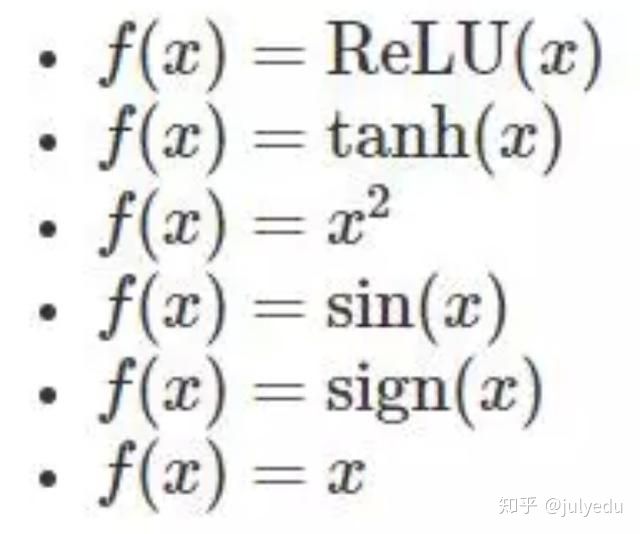 • f(x) = ReLU(x)
• f(x) = tanh(x)
• f(x) = x²
• f(x) = sin(x)
• f(x) = sign(x)
• f(x) = x
知乎 @julyedu